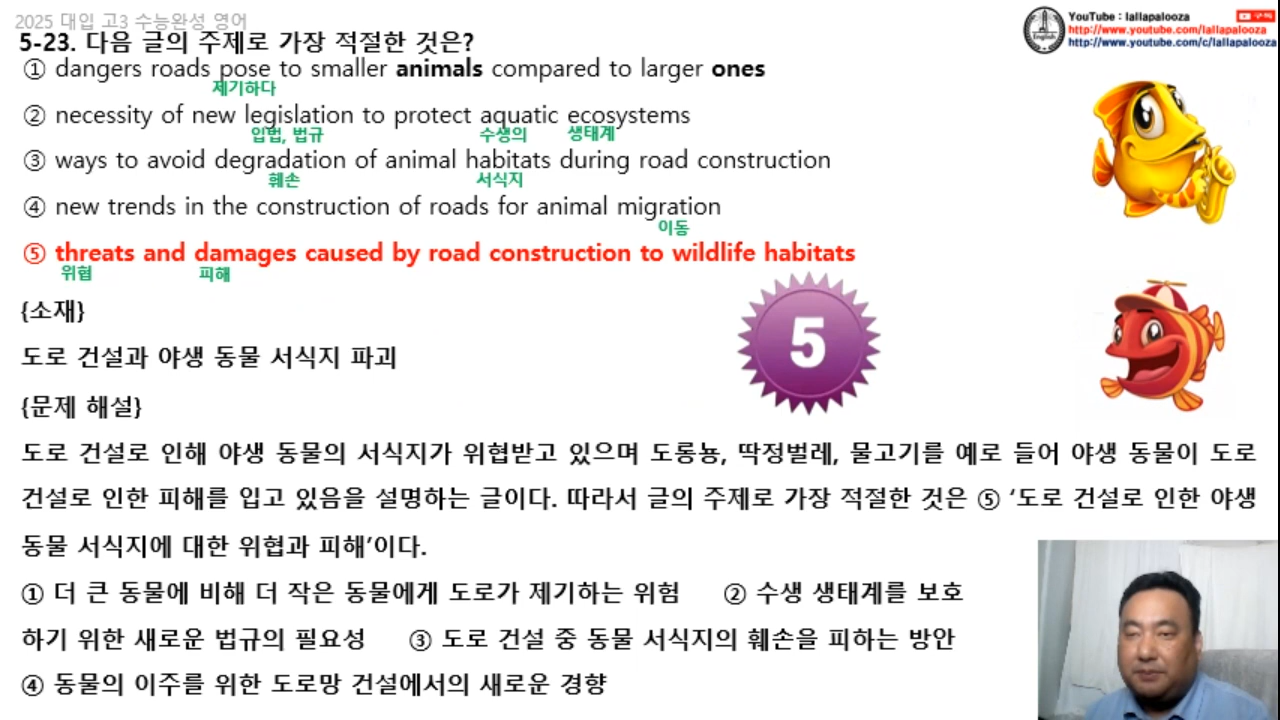 2025 대입 고3 수능완성 영어
YouTube : lallapalooza
http://www.youtube.com/lallapalooza
http://www.youtube.com/c/lallapalooza
5-23. 다음 글의 주제로 가장 적절한 것은?
① dangers roads pose to smaller animals compared to larger ones
제기하다
② necessity of new legislation to protect aquatic ecosystems
입법, 법규 수생의 생태계
③ ways to avoid degradation of animal habitats during road construction
훼손 서식지
④ new trends in the construction of roads for animal migration
이동
⑤ threats and damages caused by road construction to wildlife habitats
위협 피해
{소재}
5
도로 건설과 야생 동물 서식지 파괴
{문제 해설}
도로 건설로 인해 야생 동물의 서식지가 위협받고 있으며 도롱뇽, 딱정벌레, 물고기를 예로 들어 야생 동물이 도로
건설로 인한 피해를 입고 있음을 설명하는 글이다. 따라서 글의 주제로 가장 적절한 것은 ⑤ ‘도로 건설로 인한 야생
동물 서식지에 대한 위협과 피해’이다.
① 더 큰 동물에 비해 더 작은 동물에게 도로가 제기하는 위험 ② 수생 생태계를 보호
하기 위한 새로운 법규의 필요성 ③ 도로 건설 중 동물 서식지의 훼손을 피하는 방안
④ 동물의 이주를 위한 도로망 건설에서의 새로운 경향